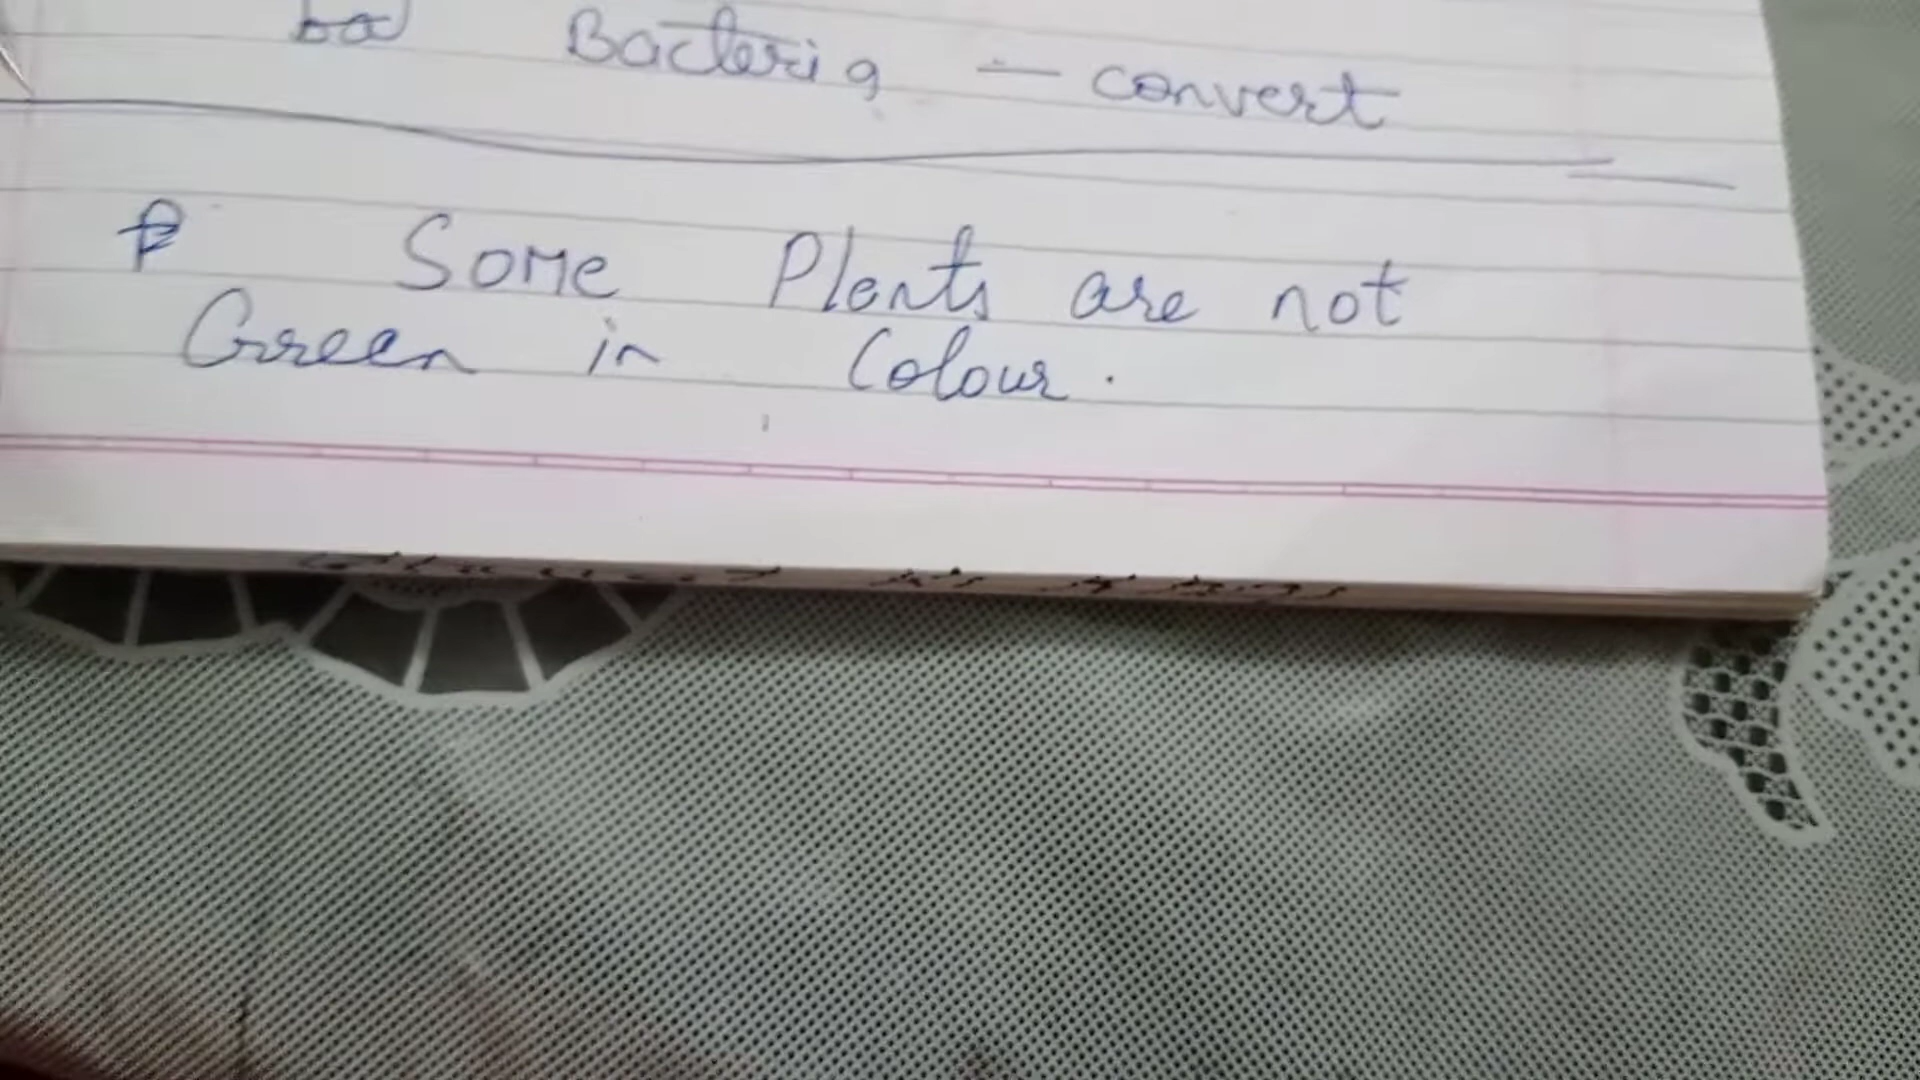 Bacteria — convert
Some Plants are not
Green in Colour.